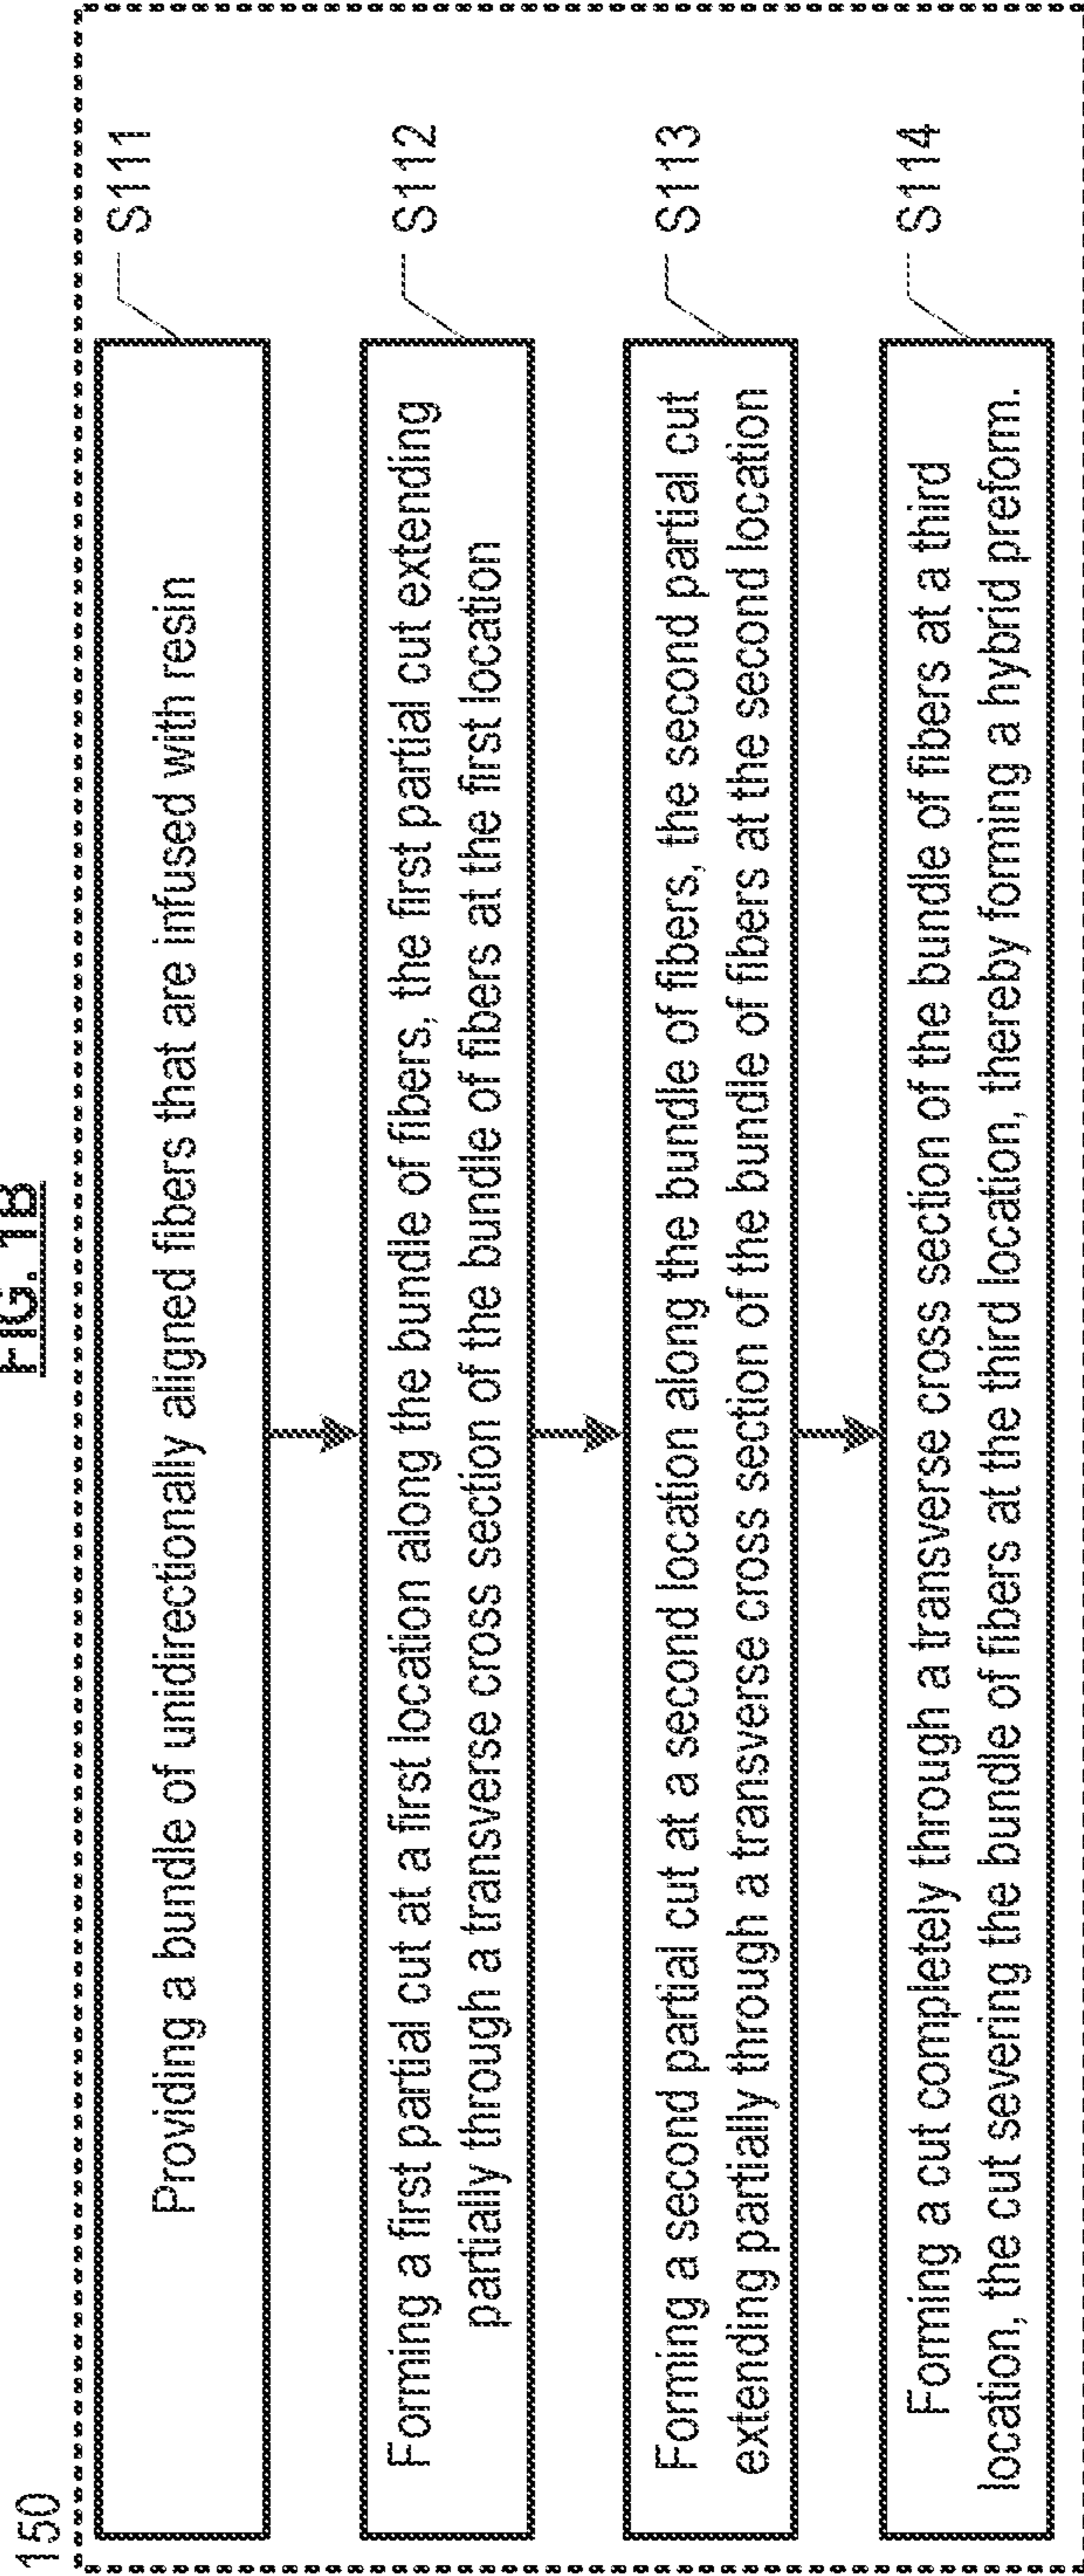 FIG. 1B
150
Providing a bundle of unidirectionally aligned fibers that are infused with resin
S111
Forming a first partial cut at a first location along the bundle of fibers, the first partial cut extending
partially through a transverse cross section of the bundle of fibers at the first location
S112
Forming a second partial cut at a second location along the bundle of fibers, the second partial cut
extending partially through a transverse cross section of the bundle of fibers at the second location
S113
Forming a cut completely through a transverse cross section of the bundle of fibers at a third
location, the cut severing the bundle of fibers at the third location, thereby forming a hybrid preform.
S114